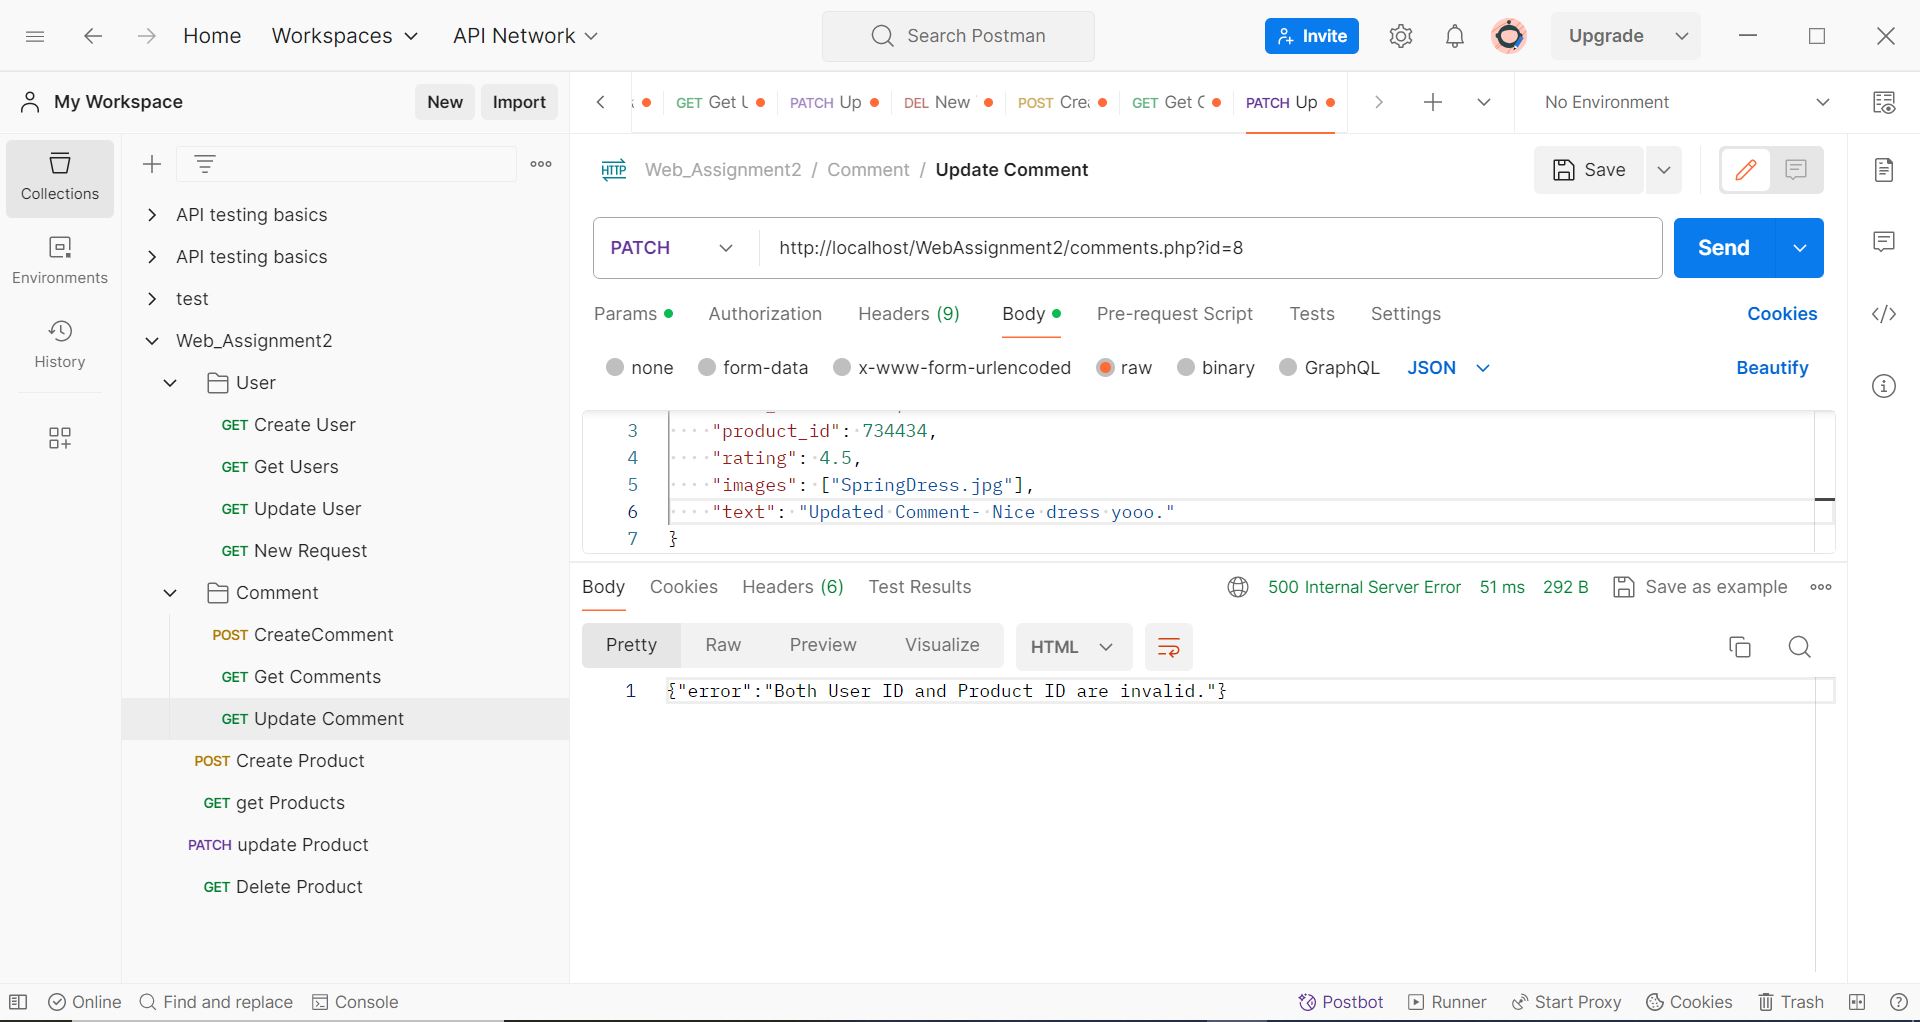 Home
Workspaces
API Network
Search Postman
Invite
Upgrade
My Workspace
New
Import
GET Get
PATCH Up
DEL New
POST Cre
GET Get
PATCH Up
No Environment
Collections
Environments
History
API testing basics
API testing basics
test
Web_Assignment2
User
GET Create User
GET Get Users
GET Update User
GET New Request
Comment
POST CreateComment
GET Get Comments
GET Update Comment
POST Create Product
GET get Products
PATCH update Product
GET Delete Product
HTTP Web_Assignment2 / Comment / Update Comment
Save
PATCH
http://localhost/WebAssignment2/comments.php?id=8
Send
Params
Authorization
Headers (9)
Body
Pre-request Script
Tests
Settings
Cookies
none
form-data
x-www-form-urlencoded
raw
binary
GraphQL
JSON
Beautify
3 "product_id": 734434,
4 "rating": 4.5,
5 "images": ["SpringDress.jpg"],
6 "text": "Updated Comment- Nice dress yooo."
7 }
Body
Cookies
Headers (6)
Test Results
500 Internal Server Error
51 ms
292 B
Save as example
Pretty
Raw
Preview
Visualize
HTML
1 {"error":"Both User ID and Product ID are invalid."}
Online
Find and replace
Console
Postbot
Runner
Start Proxy
Cookies
Trash